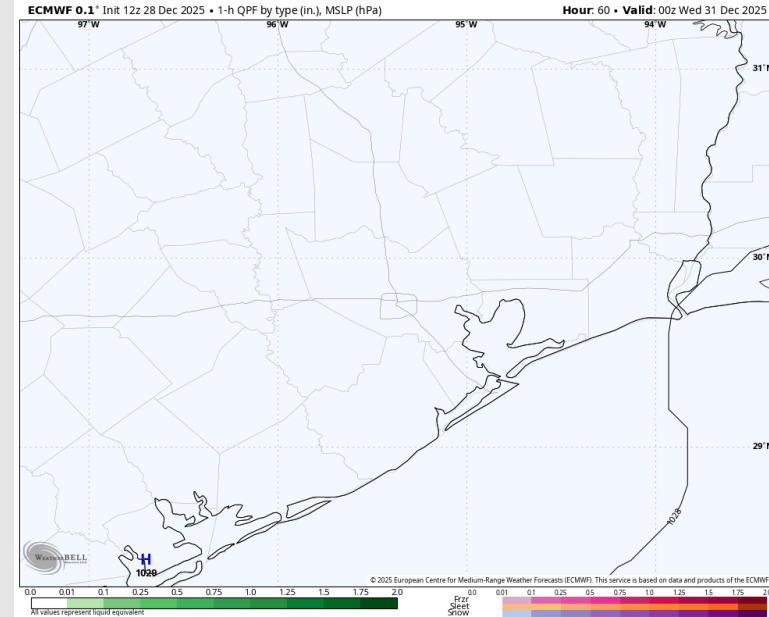 ECMWF 0.1° Init 12z 28 Dec 2025 • 1-h QPF by type (in.), MSLP (hPa)
Hour: 60 • Valid: 00z Wed 31 Dec 2025
97°W 96°W 95°W 94°W
31°N
30°N
29°N
1028
WEATHERBELL
H
1029
© 2025 European Centre for Medium-Range Weather Forecasts (ECMWF). This service is based on data and products of the ECMWF
0.0 0.01 0.1 0.25 0.5 0.75 1.0 1.25 1.5 1.75 2.0
All values represent liquid equivalent
0.0 0.01 0.1 0.25 0.5 0.75 1.0 1.25 1.5 1.75 2.0
Frzr
Sleet
Snow